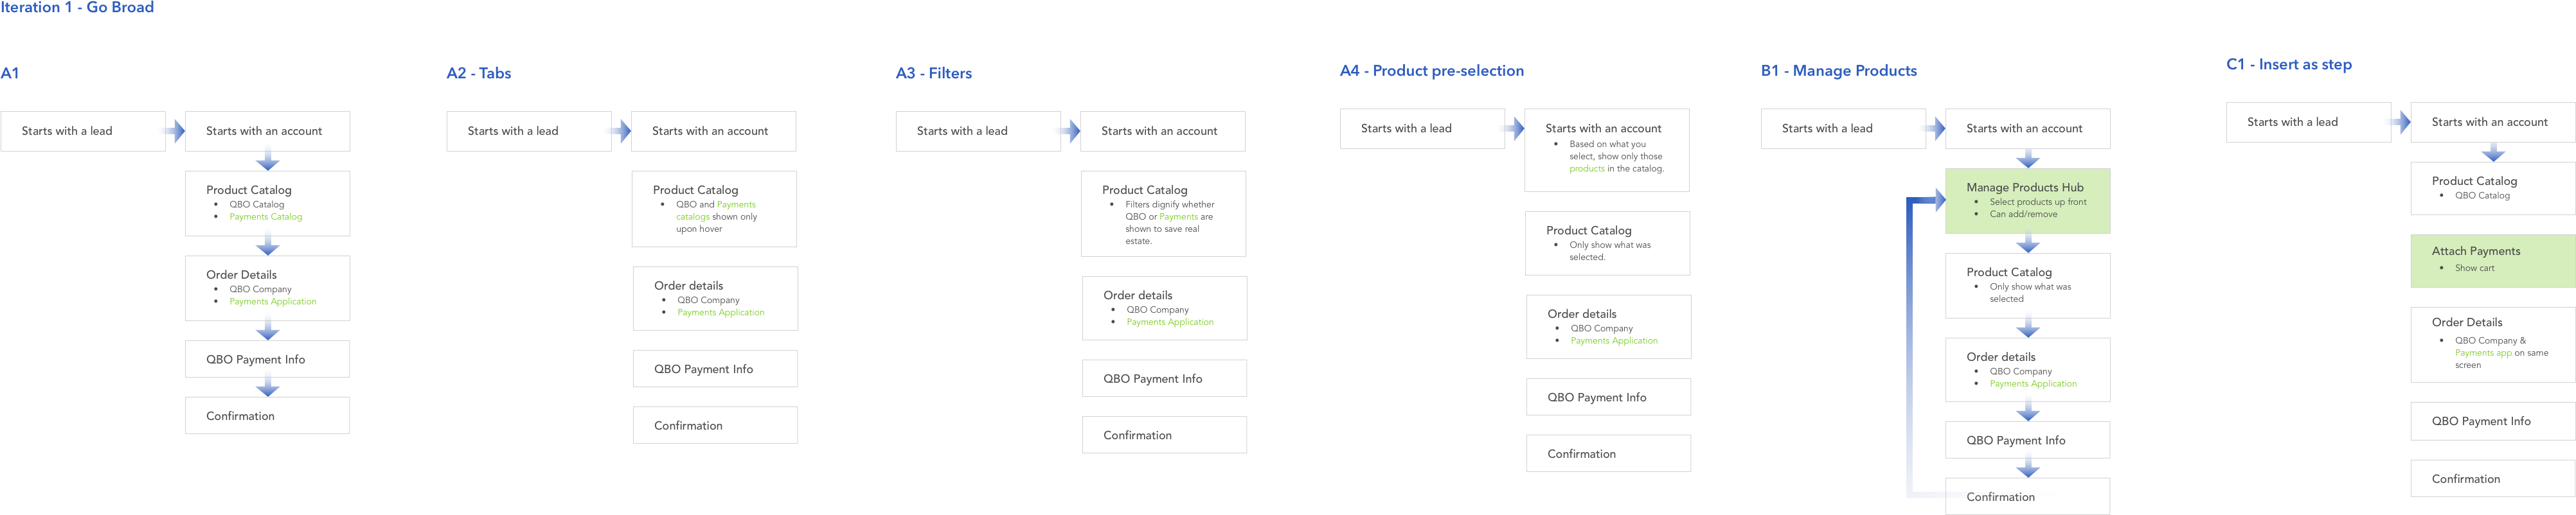 Iteration 1 - Go Broad
A1
Starts with a lead
Starts with an account
Product Catalog
• QBO Catalog
• Payments Catalog
Order Details
• QBO Company
• Payments Application
QBO Payment Info
Confirmation
A2 - Tabs
Starts with a lead
Starts with an account
Product Catalog
• QBO and Payments
catalogs shown only
upon hover
Order details
• QBO Company
• Payments Application
QBO Payment Info
Confirmation
A3 - Filters
Starts with a lead
Starts with an account
Product Catalog
• Filters dignify whether
QBO or Payments are
shown to save real
estate.
Order details
• QBO Company
• Payments Application
QBO Payment Info
Confirmation
A4 - Product pre-selection
Starts with a lead
Starts with an account
• Based on what you
select, show only those
products in the catalog.
Product Catalog
• Only show what was
selected.
Order details
• QBO Company
• Payments Application
QBO Payment Info
Confirmation
B1 - Manage Products
Starts with a lead
Starts with an account
Manage Products Hub
• Select products up front
• Can add/remove
Product Catalog
• Only show what was
selected
Order details
• QBO Company
• Payments Application
QBO Payment Info
Confirmation
C1 - Insert as step
Starts with a lead
Starts with an account
Product Catalog
• QBO Catalog
Attach Payments
• Show cart
Order Details
• QBO Company &
Payments app on same
screen
QBO Payment Info
Confirmation